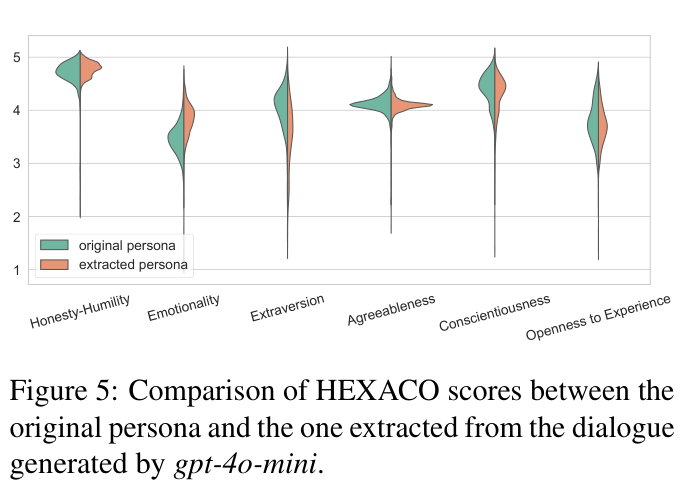 5
4
3
2
1
original persona
extracted persona
Honesty-Humility
Emotionality
Extraversion
Agreeableness
Conscientiousness
Openness to Experience
Figure 5: Comparison of HEXACO scores between the
original persona and the one extracted from the dialogue
generated by gpt-4o-mini.